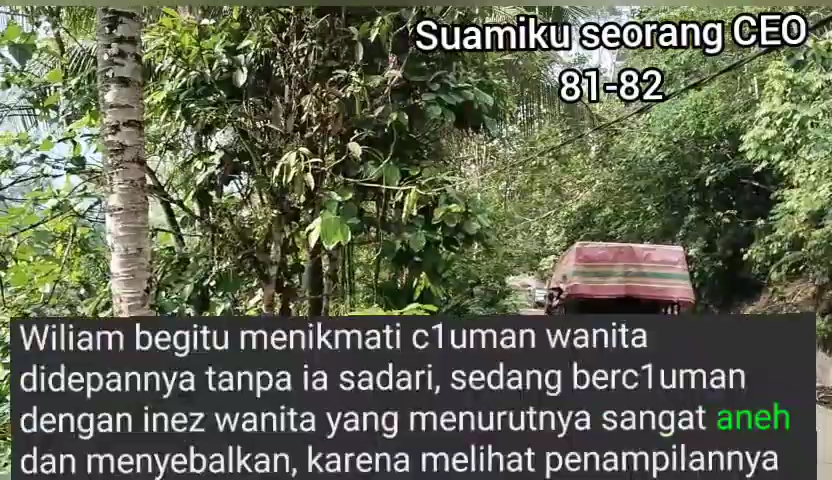 Suamiku seorang CEO
81-82
Wiliam begitu menikmati c1uman wanita
didepannya tanpa ia sadari, sedang berc1uman
dengan inez wanita yang menurutnya sangat aneh
dan menyebalkan, karena melihat penampilannya